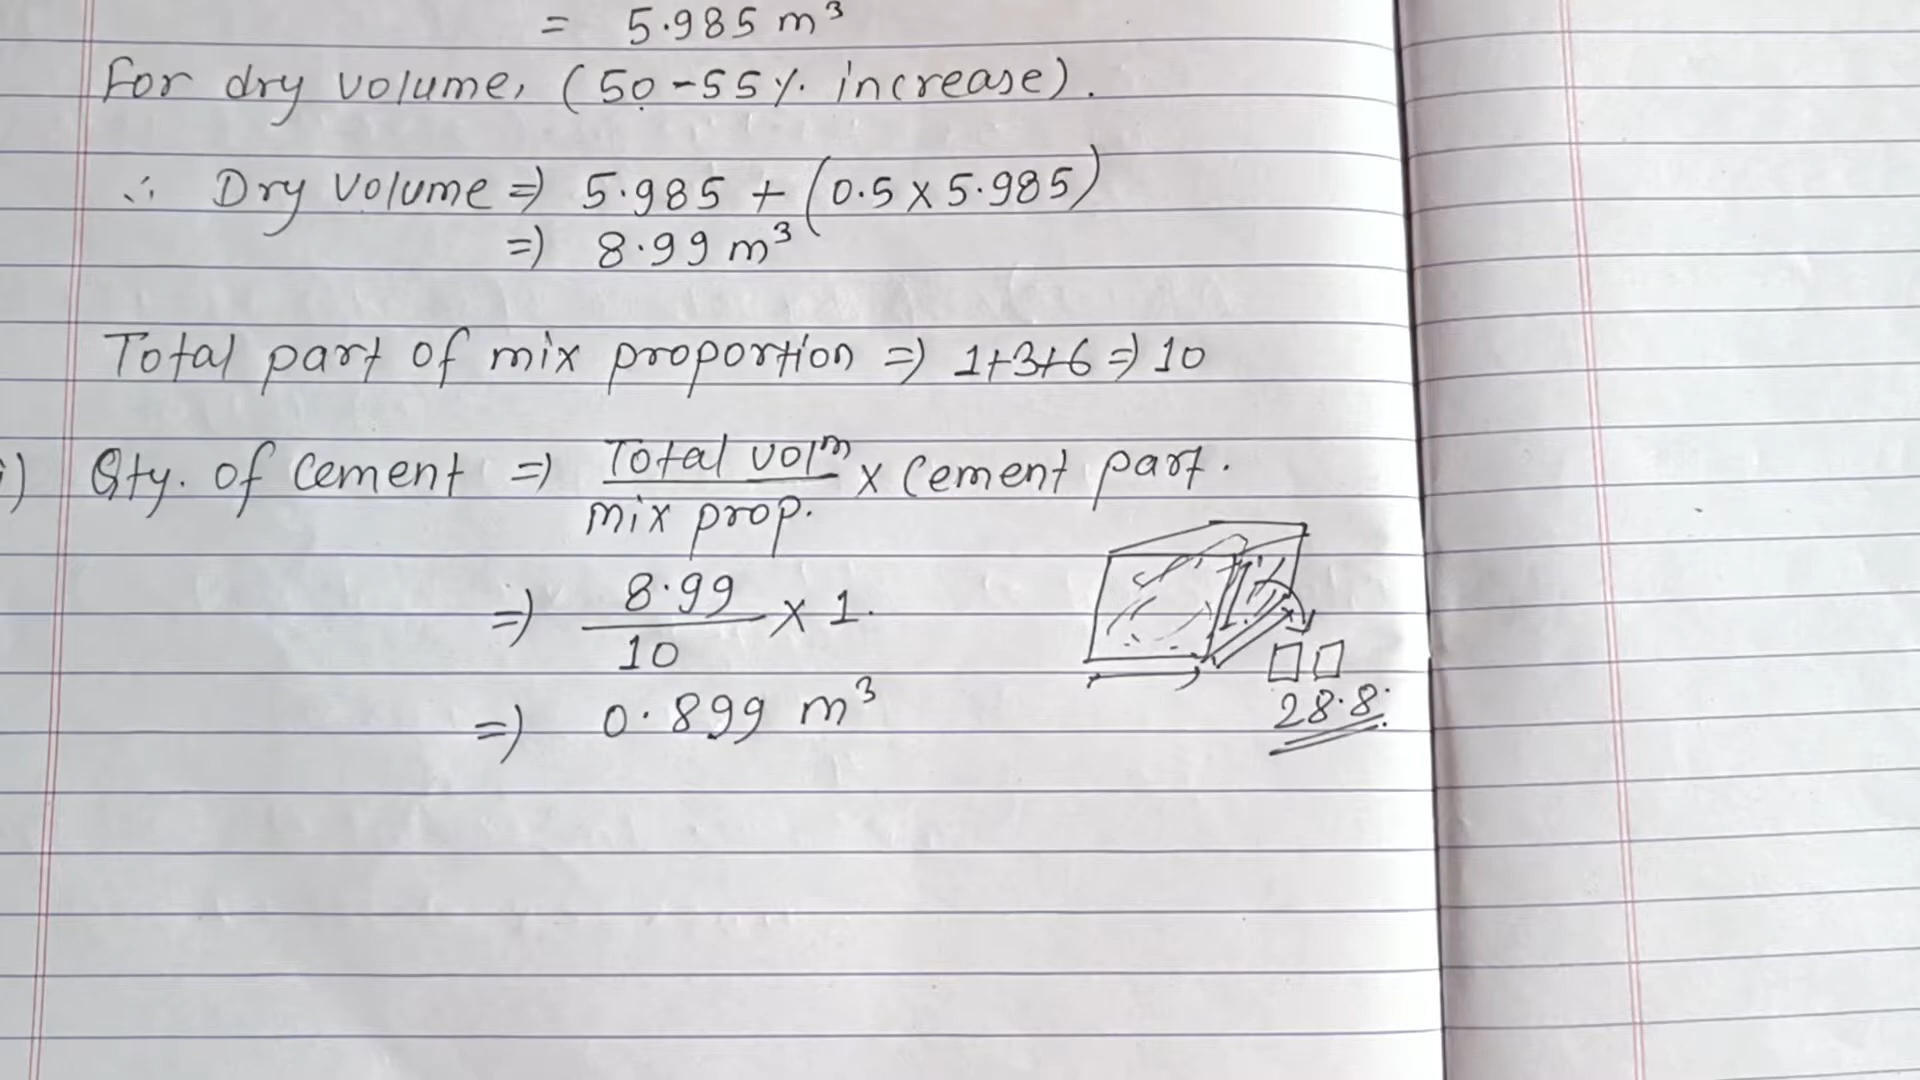 = 5.985 m³
For dry volume, (50-55%. increase).
∴ Dry volume ⇒ 5.985 + (0.5 x 5.985)
⇒ 8.99 m³
Total part of mix proportion ⇒ 1+3+6 ⇒ 10
i) Qty. of Cement ⇒ Total volᵐ / mix prop. x Cement part.
⇒ 8.99 / 10 x 1.
⇒ 0.899 m³
28.8.